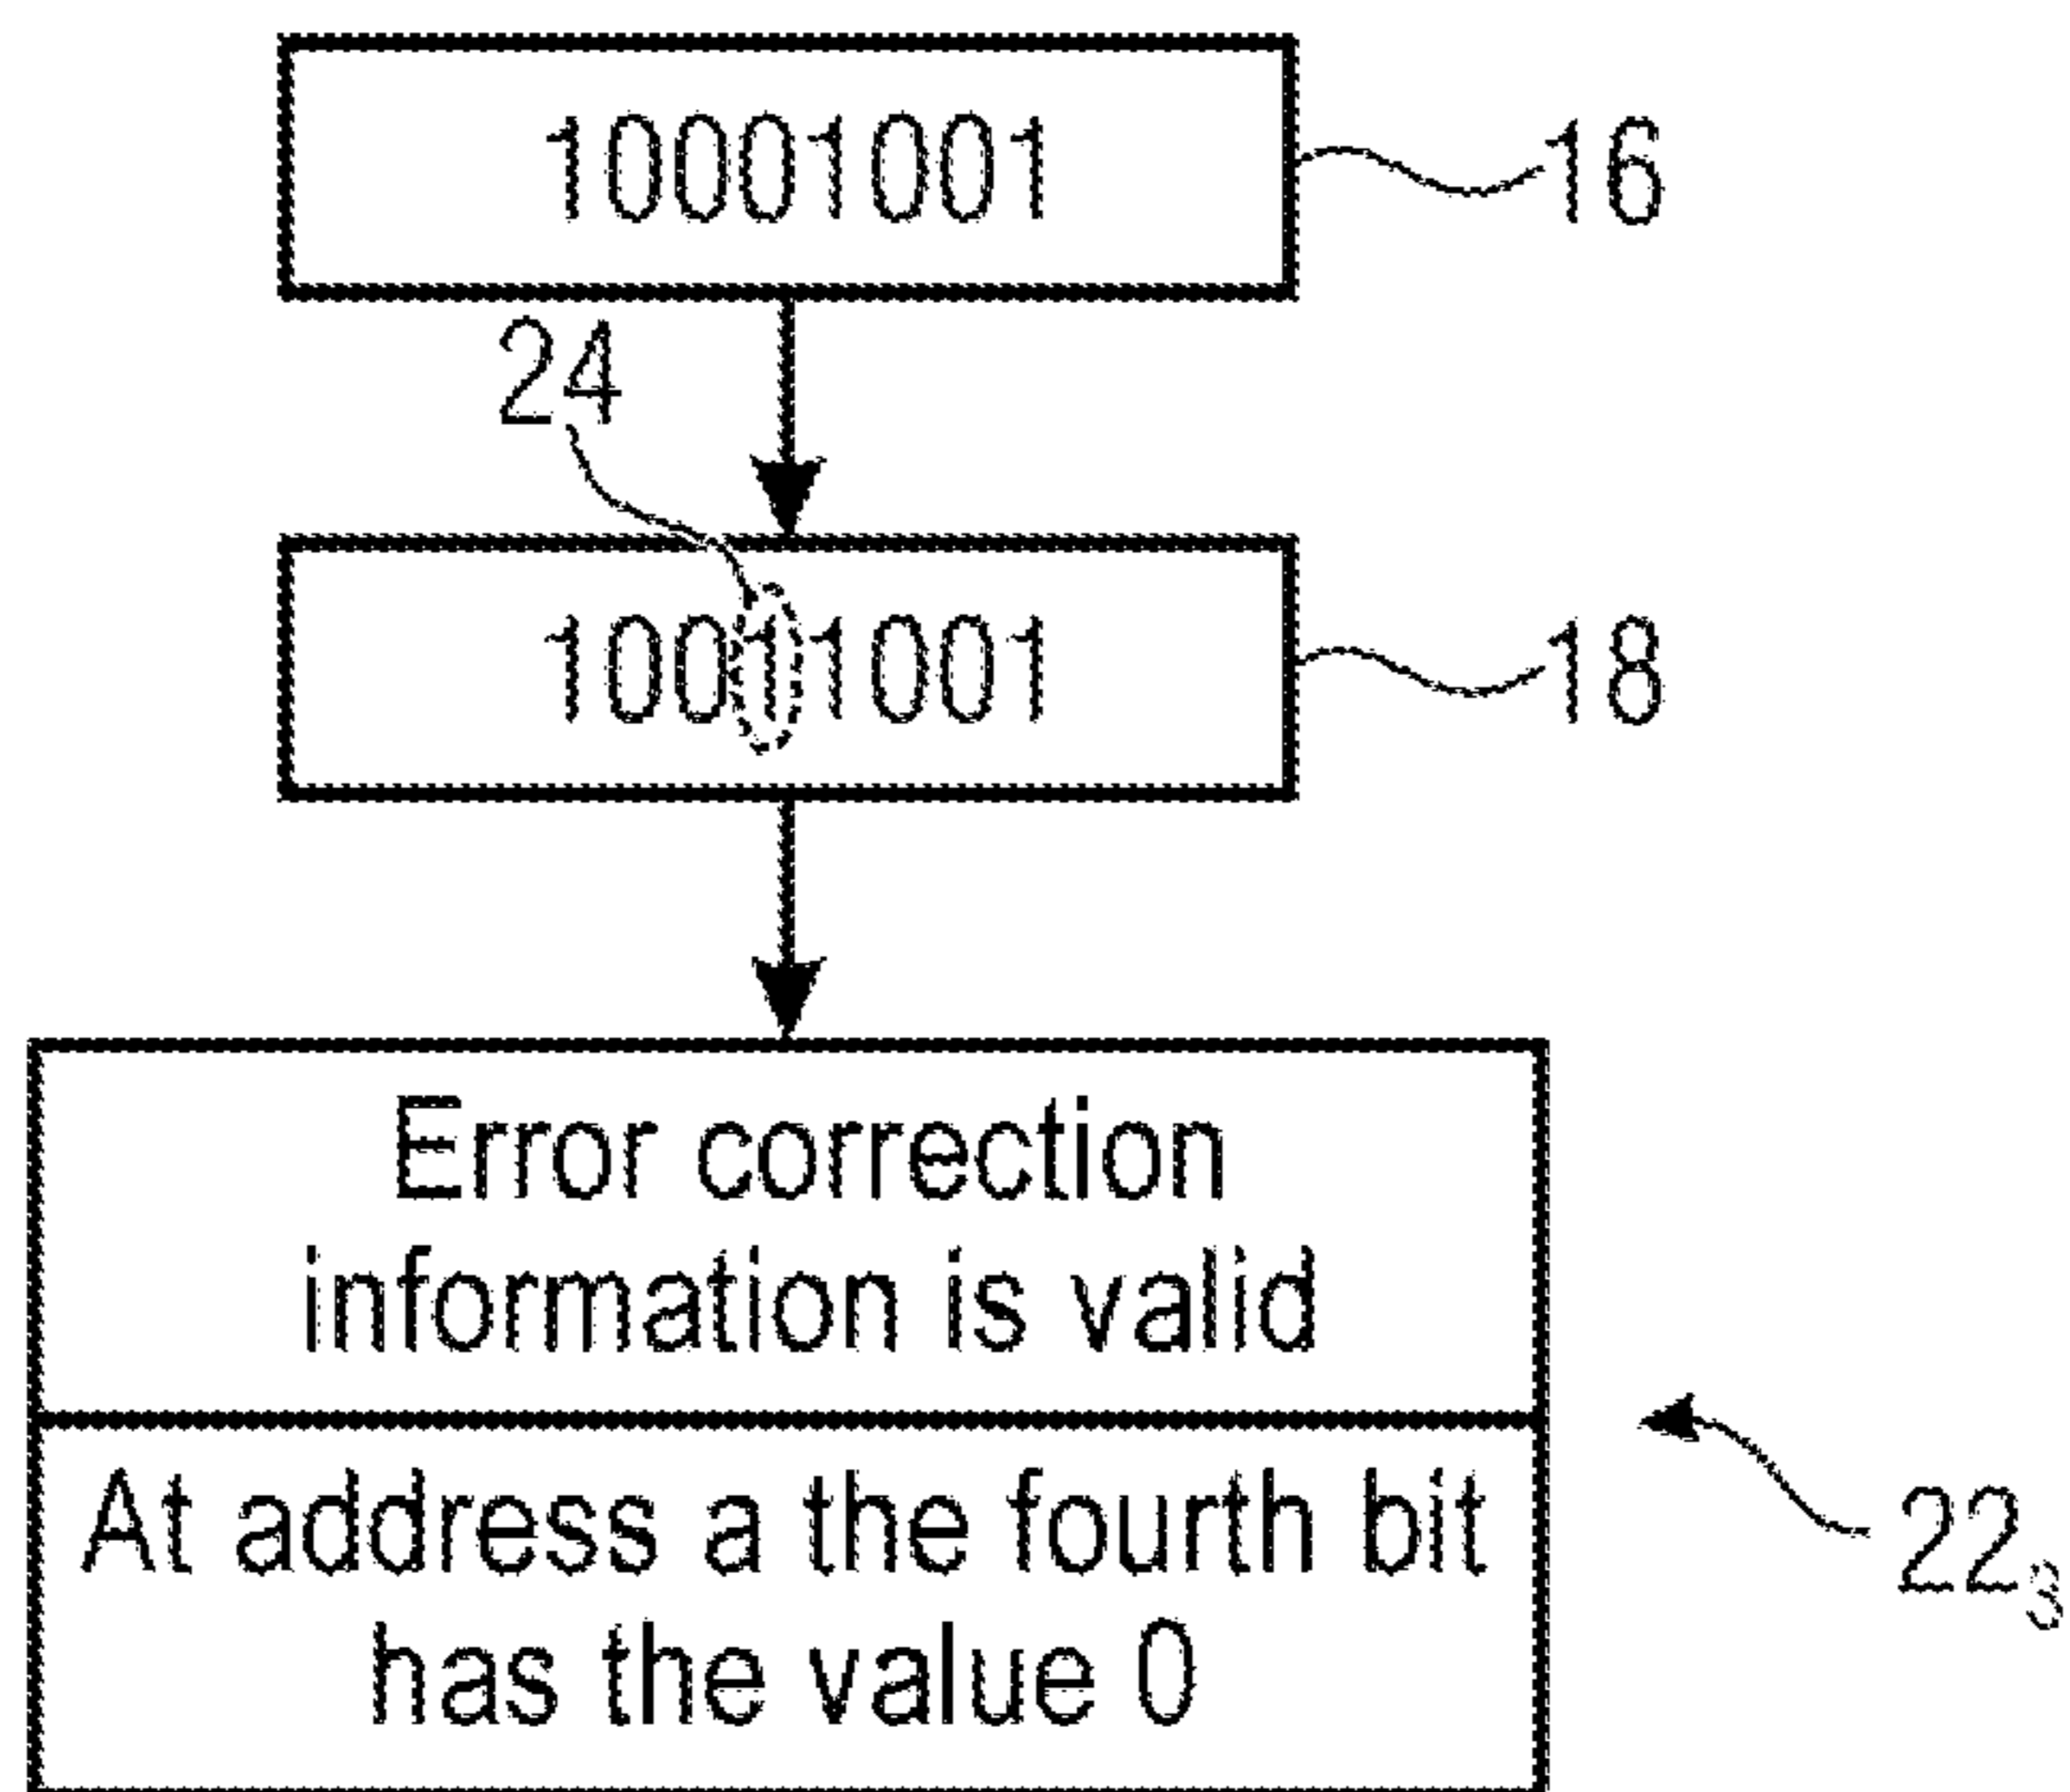 10001001
16
24
10011001
18
Error correction
information is valid
At address a the fourth bit
has the value 0
22₃